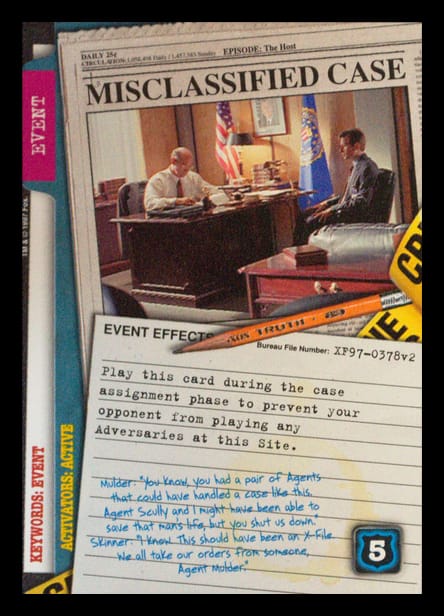 DAILY 25¢
EPISODE: The Host
MISCLASSIFIED CASE
EVENT
TM & © 1997 Fox.
EVENT EFFECTS
TRUTH
Bureau File Number: XF97-0378v2
Play this card during the case
assignment phase to prevent your
opponent from playing any
Adversaries at this Site.
Mulder: "You know, you had a pair of Agents
that could have handled a case like this.
Agent Scully and I might have been able to
save that man's life, but you shut us down."
Skinner: "I know. This should have been an X-File.
We all take our orders from someone,
Agent Mulder."
5
KEYWORDS: EVENT
ACTIVATORS: ACTIVE